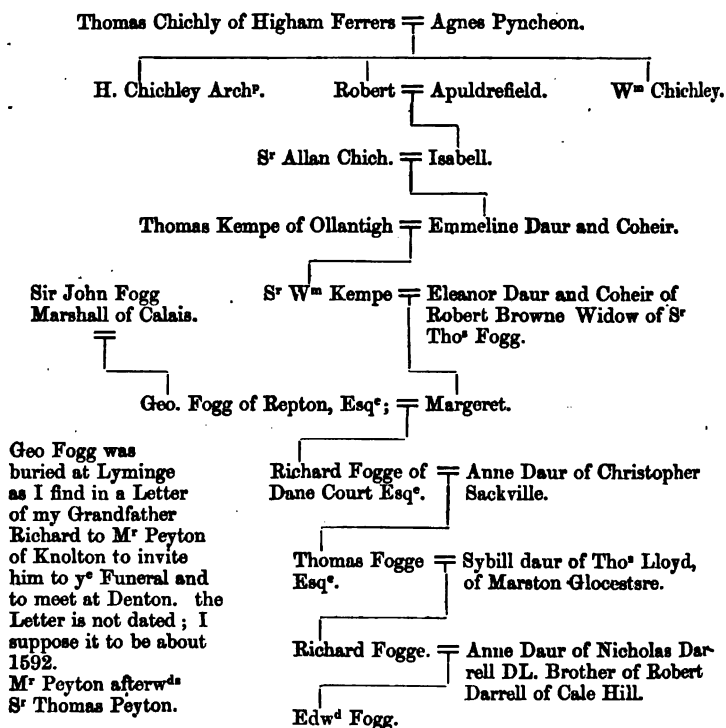 Thomas Chichly of Higham Ferrers = Agnes Pyncheon.
H. Chichley Archᵖ. Robert = Apuldrefield. Wᵐ Chichley.
Sʳ Allan Chich. = Isabell.
Thomas Kempe of Ollantigh = Emmeline Daur and Coheir.
Sir John Fogg
Marshall of Calais.
=
Sʳ Wᵐ Kempe = Eleanor Daur and Coheir of
Robert Browne Widow of Sʳ
Thoˢ Fogg.
Geo. Fogg of Repton, Esqᵉ; = Margeret.
Geo Fogg was
buried at Lyminge
as I find in a Letter
of my Grandfather
Richard to Mʳ Peyton
of Knolton to invite
him to yᵉ Funeral and
to meet at Denton. the
Letter is not dated; I
suppose it to be about
1592.
Mʳ Peyton afterwᵈˢ
Sʳ Thomas Peyton.
Richard Fogge of = Anne Daur of Christopher
Dane Court Esqᵉ. Sackville.
Thomas Fogge = Sybill daur of Thoˢ Lloyd,
Esqᵉ. of Marston Glocestsre.
Richard Fogge. = Anne Daur of Nicholas Dar-
rell DL. Brother of Robert
Darrell of Cale Hill.
Edwᵈ Fogg.